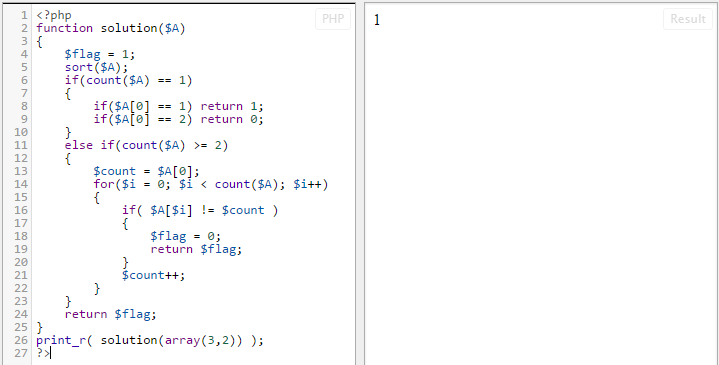 1 <?php
2 function solution($A)
3 {
4 $flag = 1;
5 sort($A);
6 if(count($A) == 1)
7 {
8 if($A[0] == 1) return 1;
9 if($A[0] == 2) return 0;
10 }
11 else if(count($A) >= 2)
12 {
13 $count = $A[0];
14 for($i = 0; $i < count($A); $i++)
15 {
16 if( $A[$i] != $count )
17 {
18 $flag = 0;
19 return $flag;
20 }
21 $count++;
22 }
23 }
24 return $flag;
25 }
26 print_r( solution(array(3,2)) );
27 ?>
PHP
1
Result